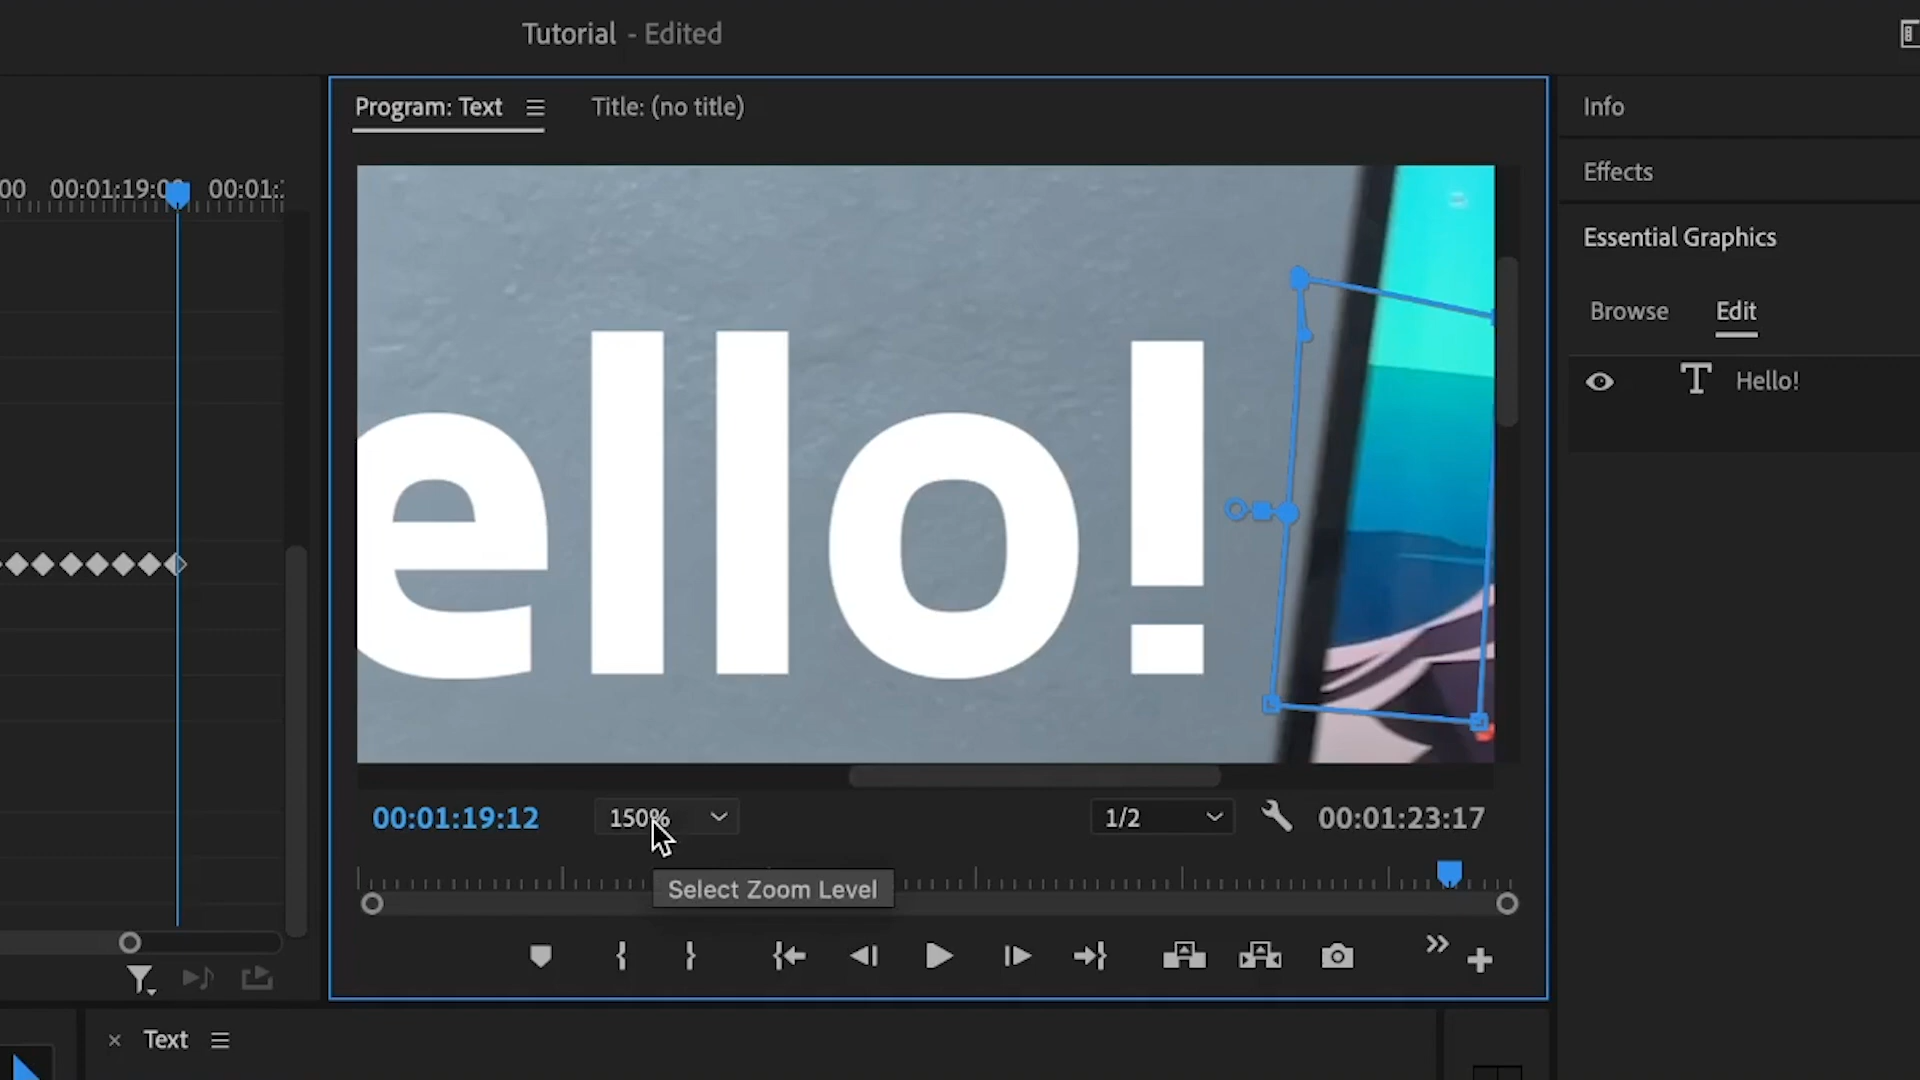 Tutorial - Edited
Program: Text
Title: (no title)
Info
Effects
Essential Graphics
Browse
Edit
Hello!
00:01:19:00
ello!
00:01:19:12
150%
1/2
00:01:23:17
Select Zoom Level
Text